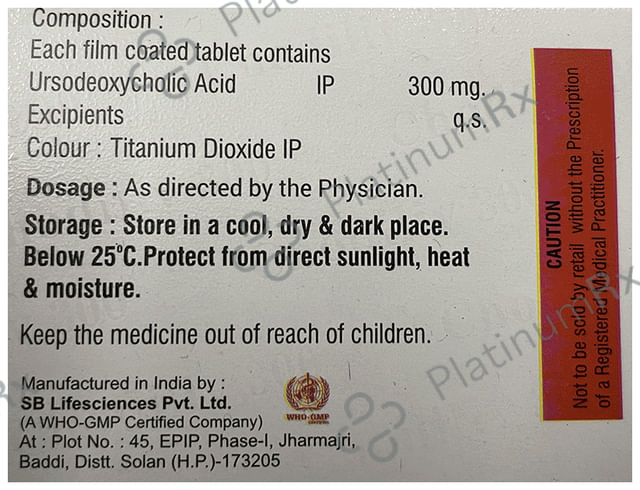 Composition :
Each film coated tablet contains
Ursodeoxycholic Acid IP 300 mg.
Excipients q.s.
Colour : Titanium Dioxide IP
Dosage : As directed by the Physician.
Storage : Store in a cool, dry & dark place.
Below 25°C.Protect from direct sunlight, heat
& moisture.
Keep the medicine out of reach of children.
Manufactured in India by :
SB Lifesciences Pvt. Ltd.
(A WHO-GMP Certified Company)
At : Plot No. : 45, EPIP, Phase-I, Jharmajri,
Baddi, Distt. Solan (H.P.)-173205
WHO-GMP
CAUTION
Not to be sold by retail without the Prescription
of a Registered Medical Practitioner.
PlatinumRx
PlatinumRx
PlatinumRx